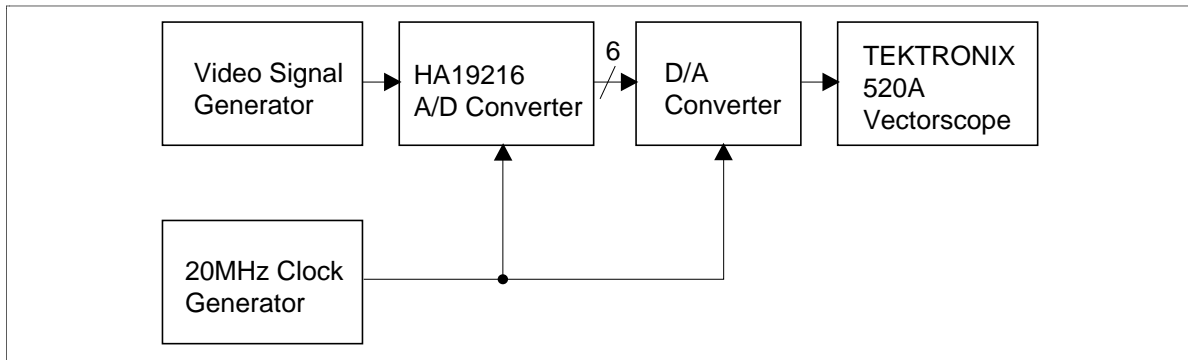 Video Signal
Generator
HA19216
A/D Converter
6
D/A
Converter
TEKTRONIX
520A
Vectorscope
20MHz Clock
Generator